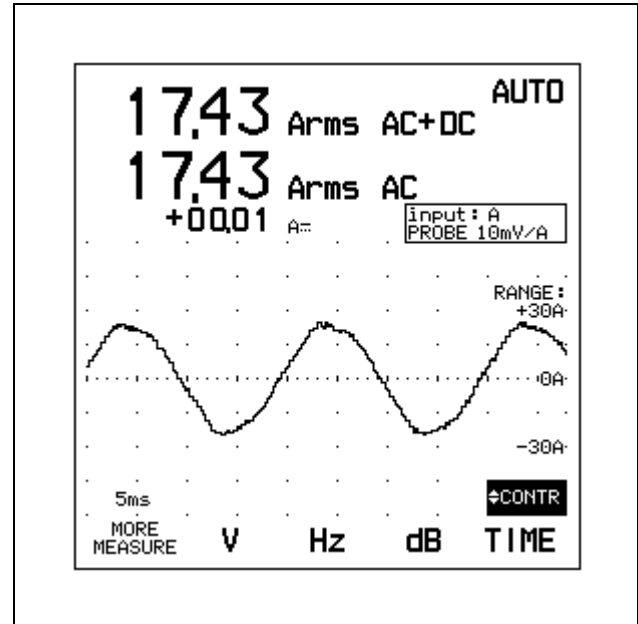 AUTO
17.43 Arms AC+DC
17.43 Arms AC
+00.01 A⎓
input: A
PROBE 10mV/A
RANGE:
+30A
0A
-30A
5ms
♦CONTR
MORE MEASURE V Hz dB TIME